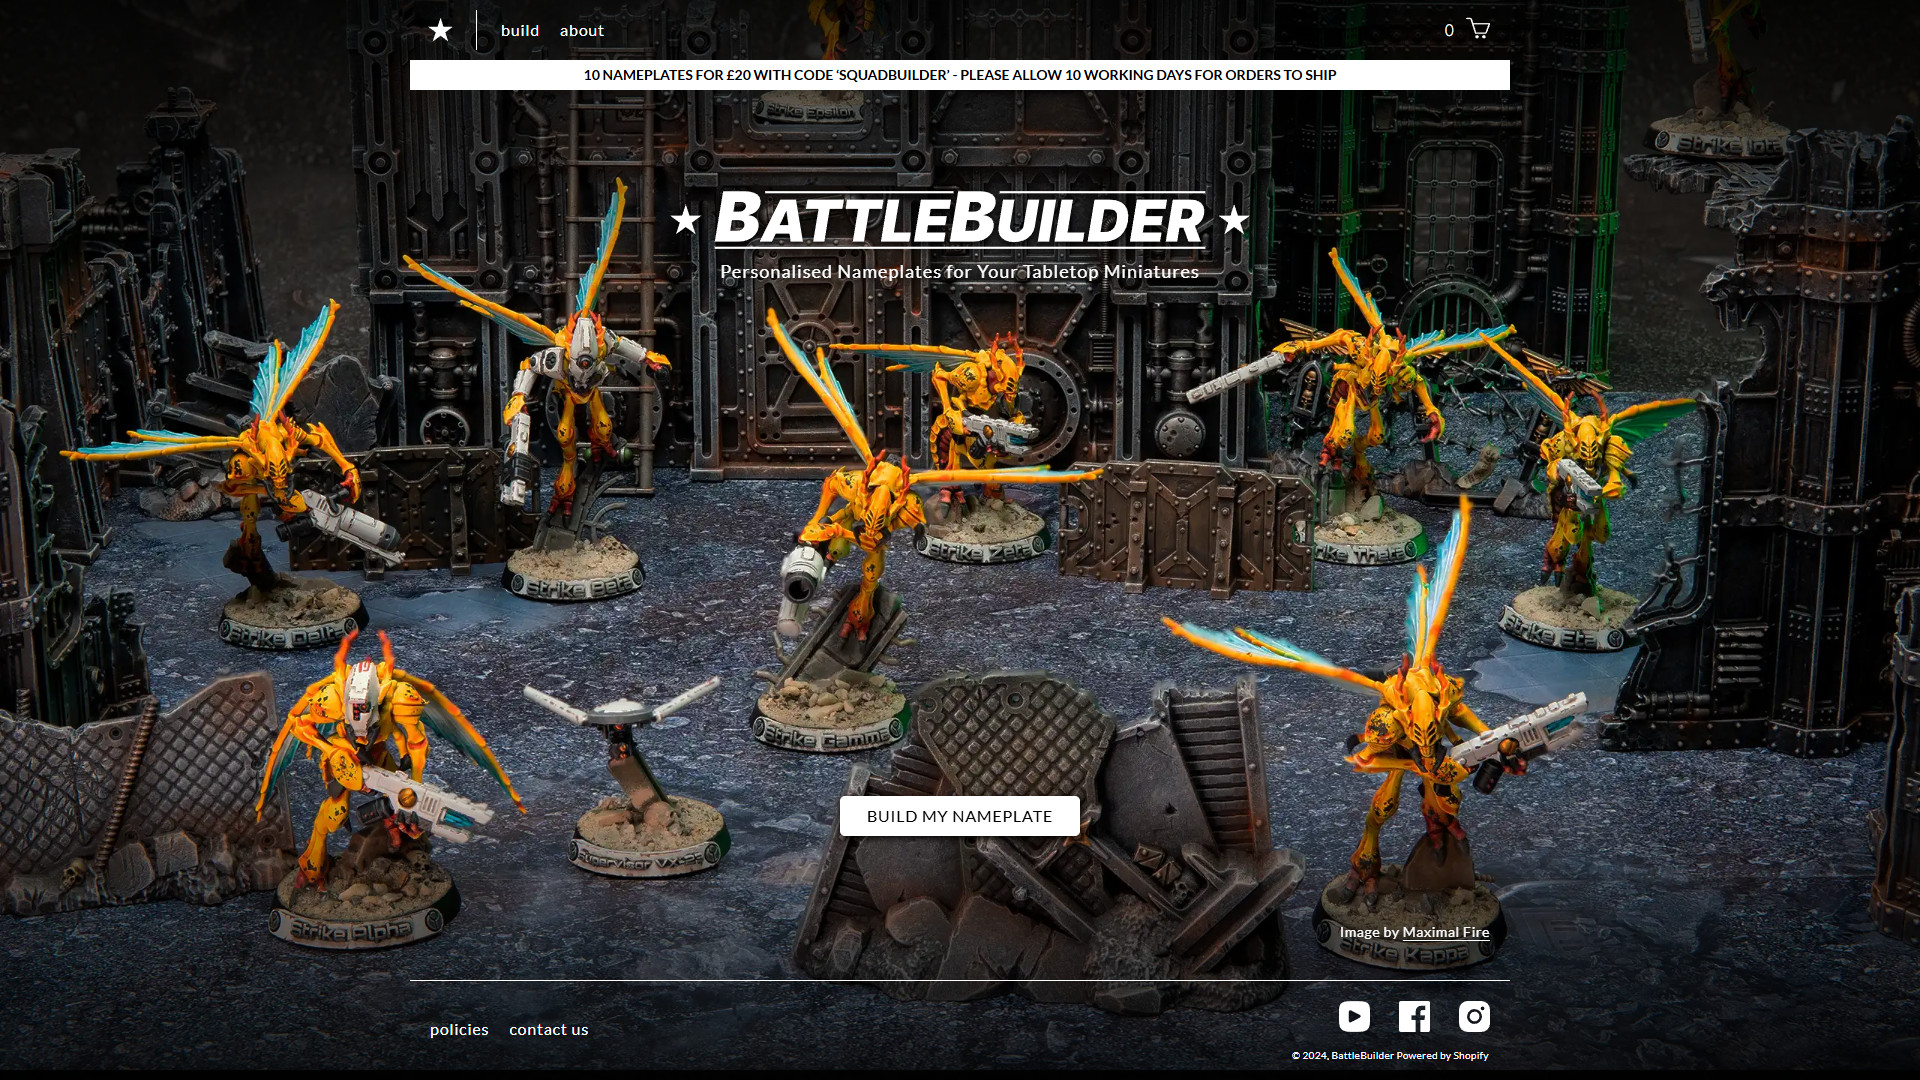 build about 0
10 NAMEPLATES FOR £20 WITH CODE ‘SQUADBUILDER’ - PLEASE ALLOW 10 WORKING DAYS FOR ORDERS TO SHIP
Strike Epsilon
Strike Iota
BATTLEBUILDER
Personalised Nameplates for Your Tabletop Miniatures
Strike Zeta
rike Theta
Strike Beta
Strike Delta
Strike Eta
Strike Gamma
BUILD MY NAMEPLATE
Supervisor VX-23
Strike Alpha
Image by Maximal Fire
Strike Kappa
policies contact us
© 2024, BattleBuilder Powered by Shopify